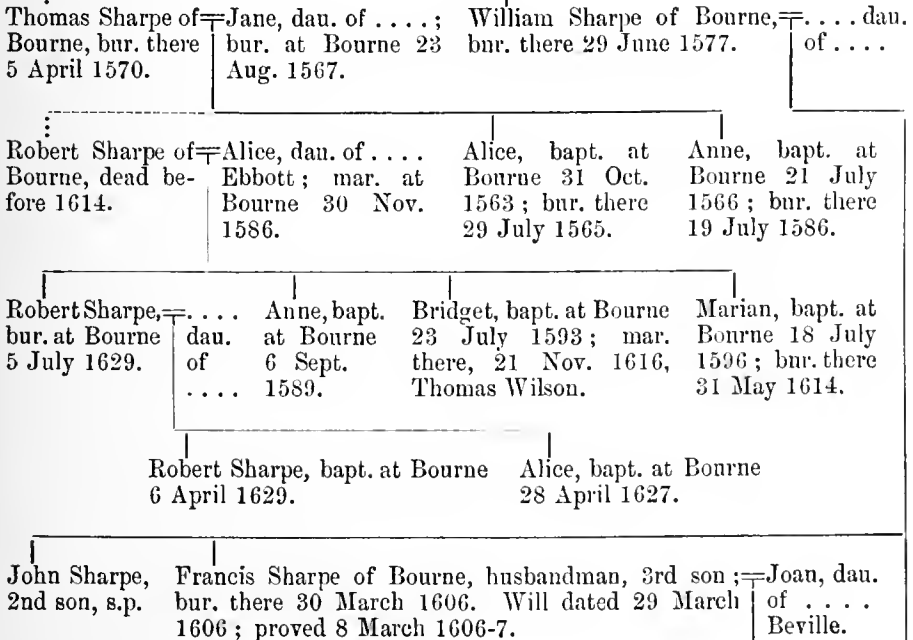 Thomas Sharpe of Bourne, bur. there 5 April 1570.
Jane, dau. of . . . . ; bur. at Bourne 23 Aug. 1567.
William Sharpe of Bourne, bur. there 29 June 1577.
. . . . dau. of . . . .
Robert Sharpe of Bourne, dead be-
fore 1614.
Alice, dau. of . . . .
Ebbott ; mar. at
Bourne 30 Nov.
1586.
Alice, bapt. at
Bourne 31 Oct.
1563 ; bur. there
29 July 1565.
Anne, bapt. at
Bourne 21 July
1566 ; bur. there
19 July 1586.
Robert Sharpe,
bur. at Bourne
5 July 1629.
. . . .
dau.
of
. . . .
Anne, bapt.
at Bourne
6 Sept.
1589.
Bridget, bapt. at Bourne
23 July 1593 ; mar.
there, 21 Nov. 1616,
Thomas Wilson.
Marian, bapt. at
Bourne 18 July
1596 ; bur. there
31 May 1614.
Robert Sharpe, bapt. at Bourne
6 April 1629.
Alice, bapt. at Bourne
28 April 1627.
John Sharpe,
2nd son, s.p.
Francis Sharpe of Bourne, husbandman, 3rd son ;
bur. there 30 March 1606. Will dated 29 March
1606 ; proved 8 March 1606-7.
Joan, dau.
of . . . .
Beville.